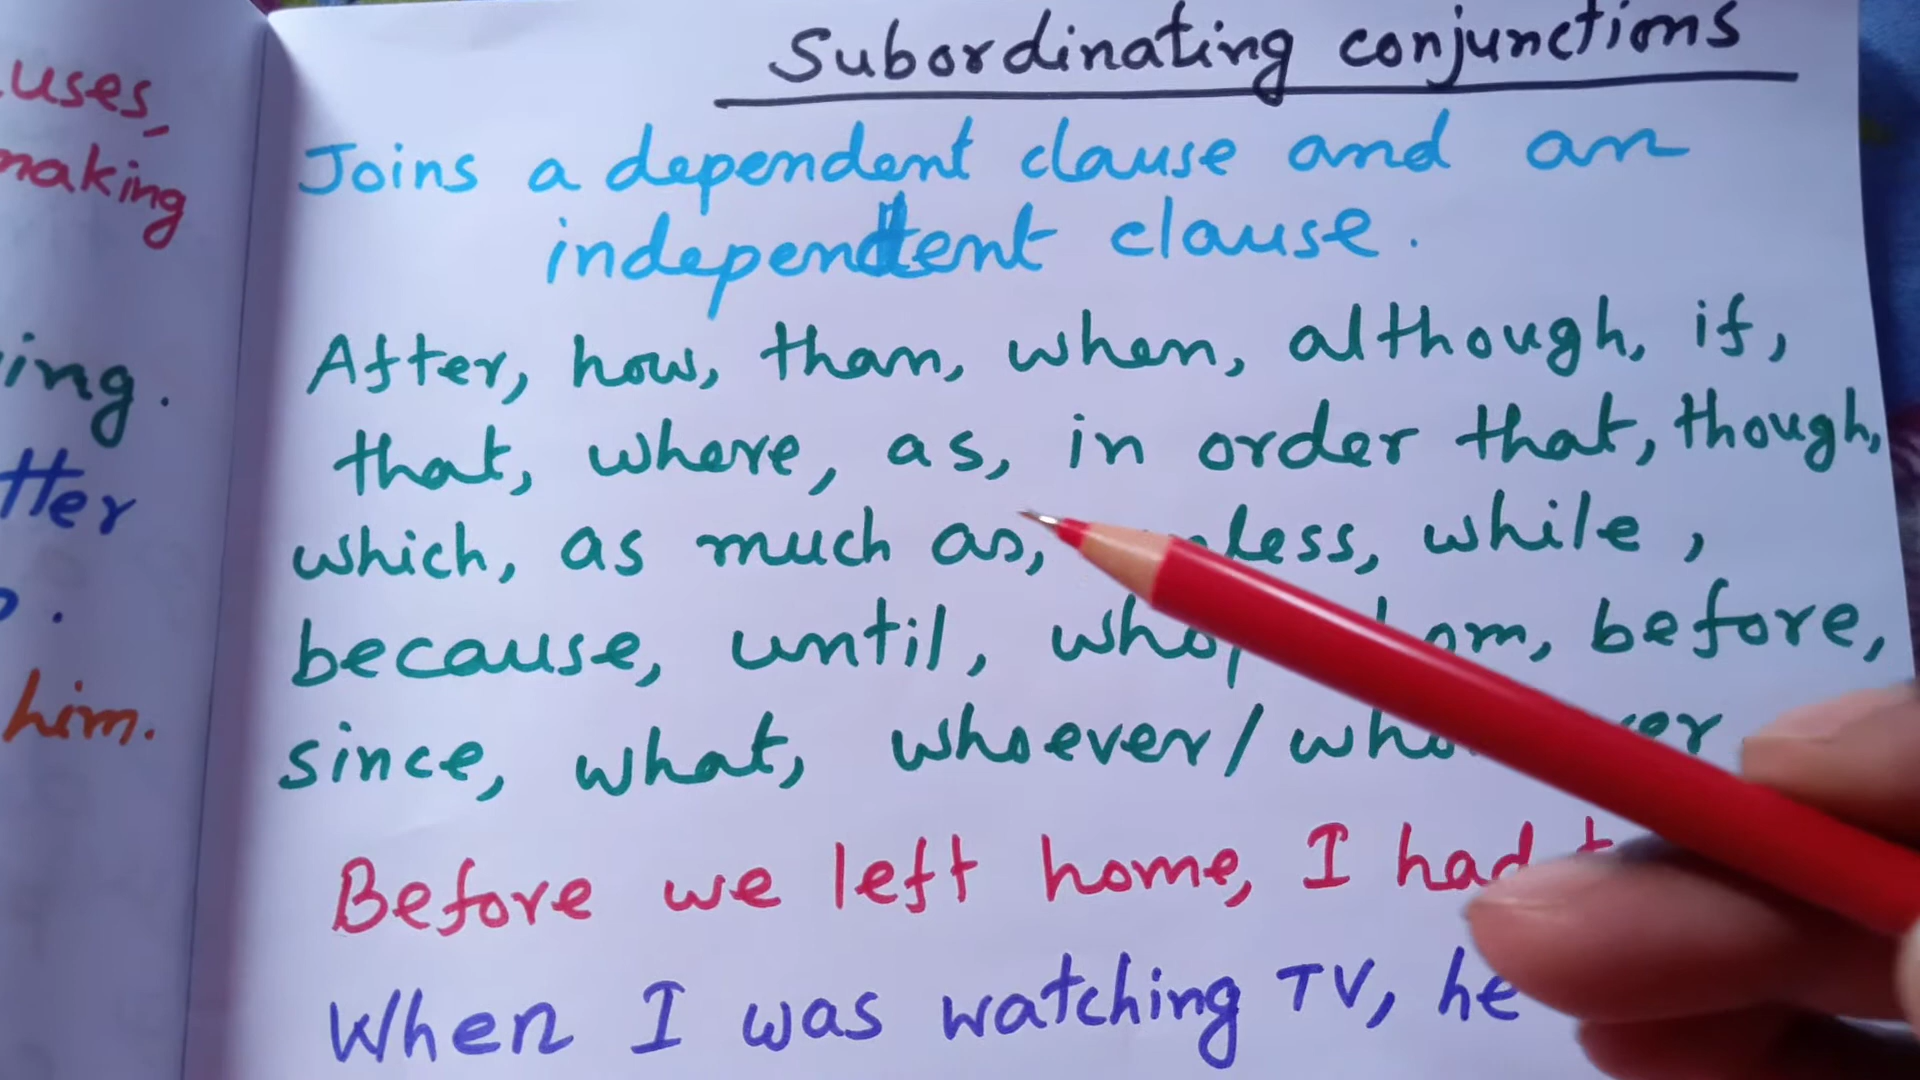 uses,
making
ing.
tter
.
him.
Subordinating conjunctions
Joins a dependent clause and an
independent clause.
After, how, than, when, although, if,
that, where, as, in order that, though,
which, as much as, while,
because, until, before,
since, what, whoever/
Before we left home, I had
When I was watching TV, he